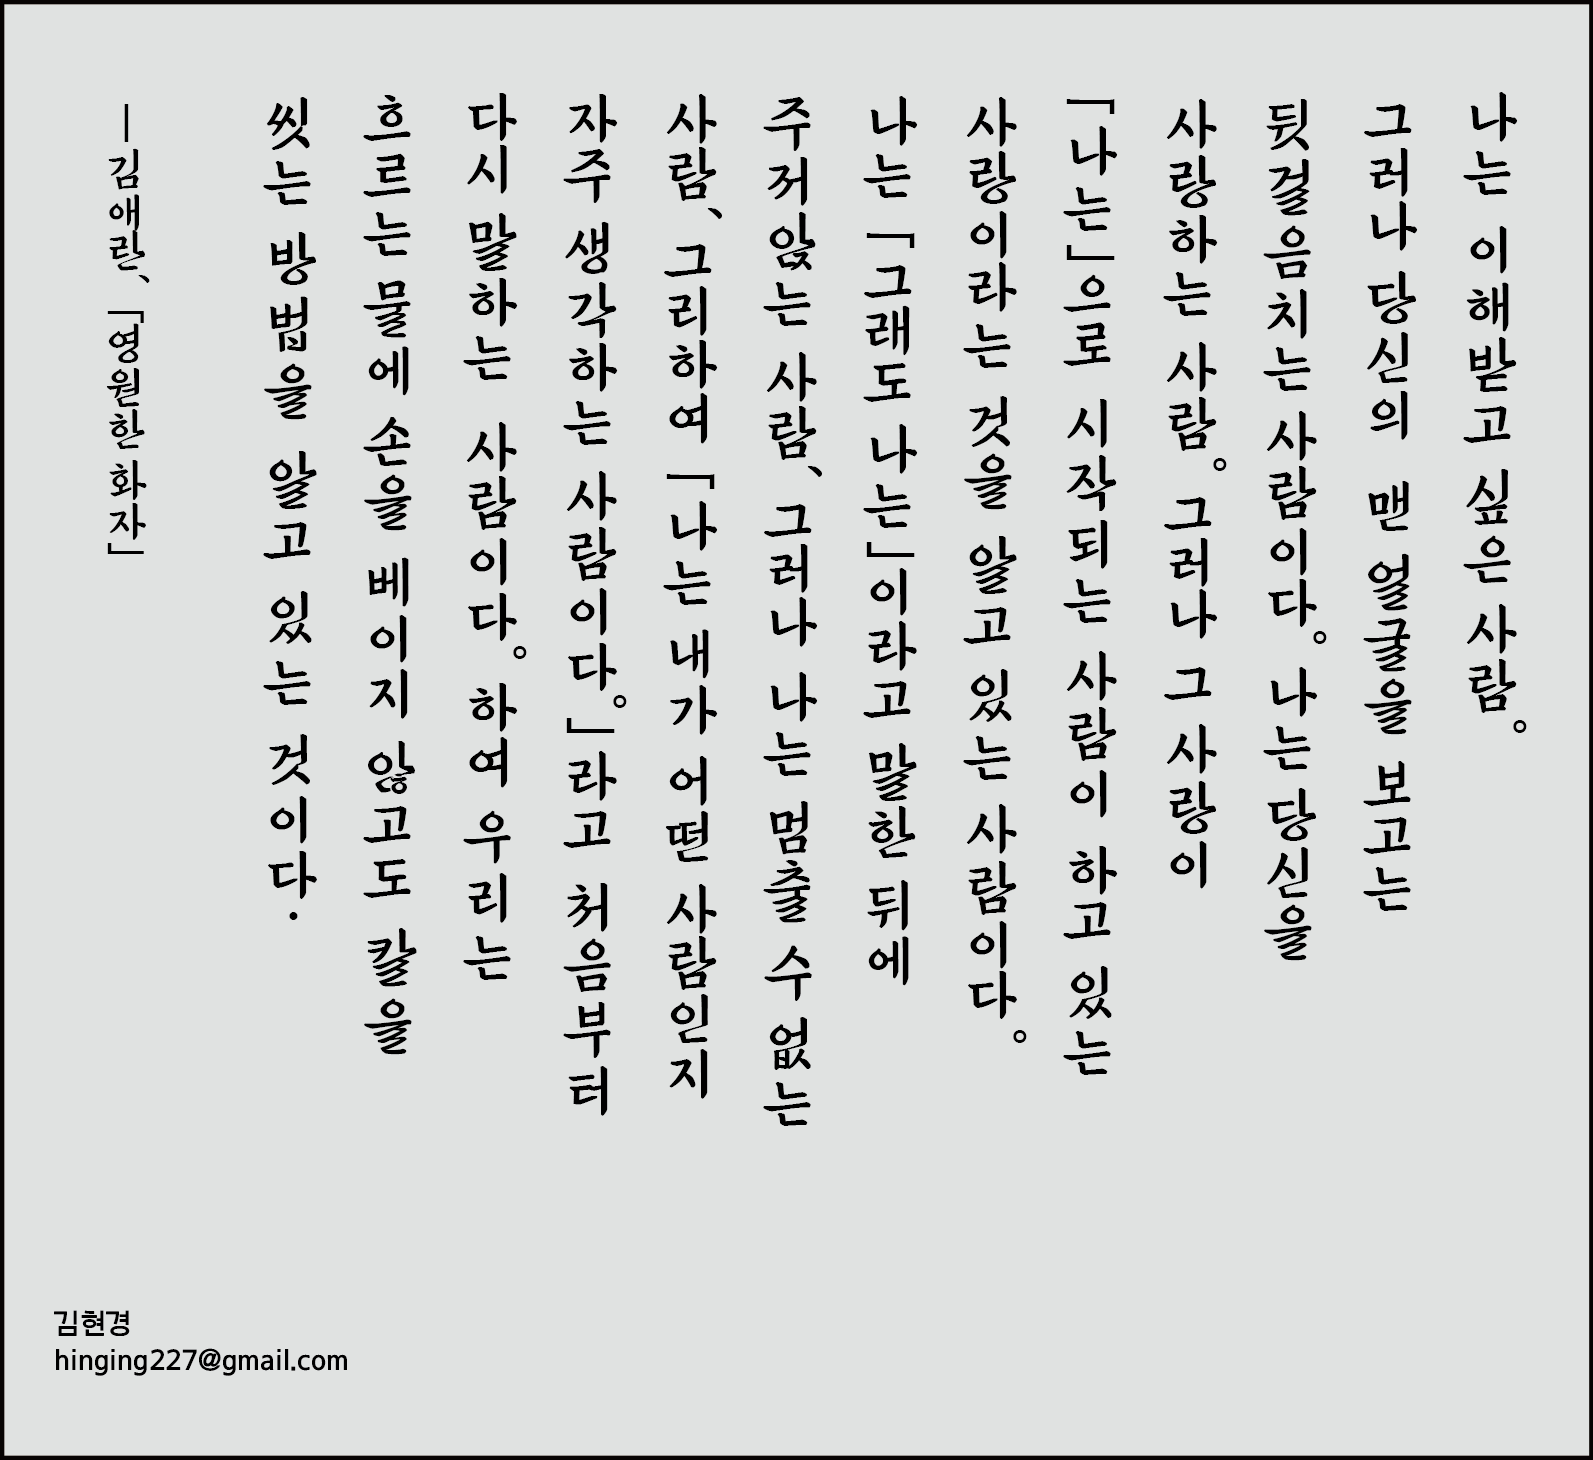 나는 이해받고 싶은 사람。
그러나 당신의 맨 얼굴을 보고는
뒷걸음치는 사람이다。나는 당신을
사랑하는 사람。그러나 그 사랑이
「나는」으로 시작되는 사람이 하고 있는
사랑이라는 것을 알고 있는 사람이다。
나는 「그래도 나는」이라고 말한 뒤에
주저앉는 사람、그러나 나는 멈출 수 없는
사람、그리하여 「나는 내가 어떤 사람인지
자주 생각하는 사람이다。」라고 처음부터
다시 말하는 사람이다。하여 우리는
흐르는 물에 손을 베이지 않고도 칼을
씻는 방법을 알고 있는 것이다.
—김애란、「영원한 화자」
김현경
hinging227@gmail.com